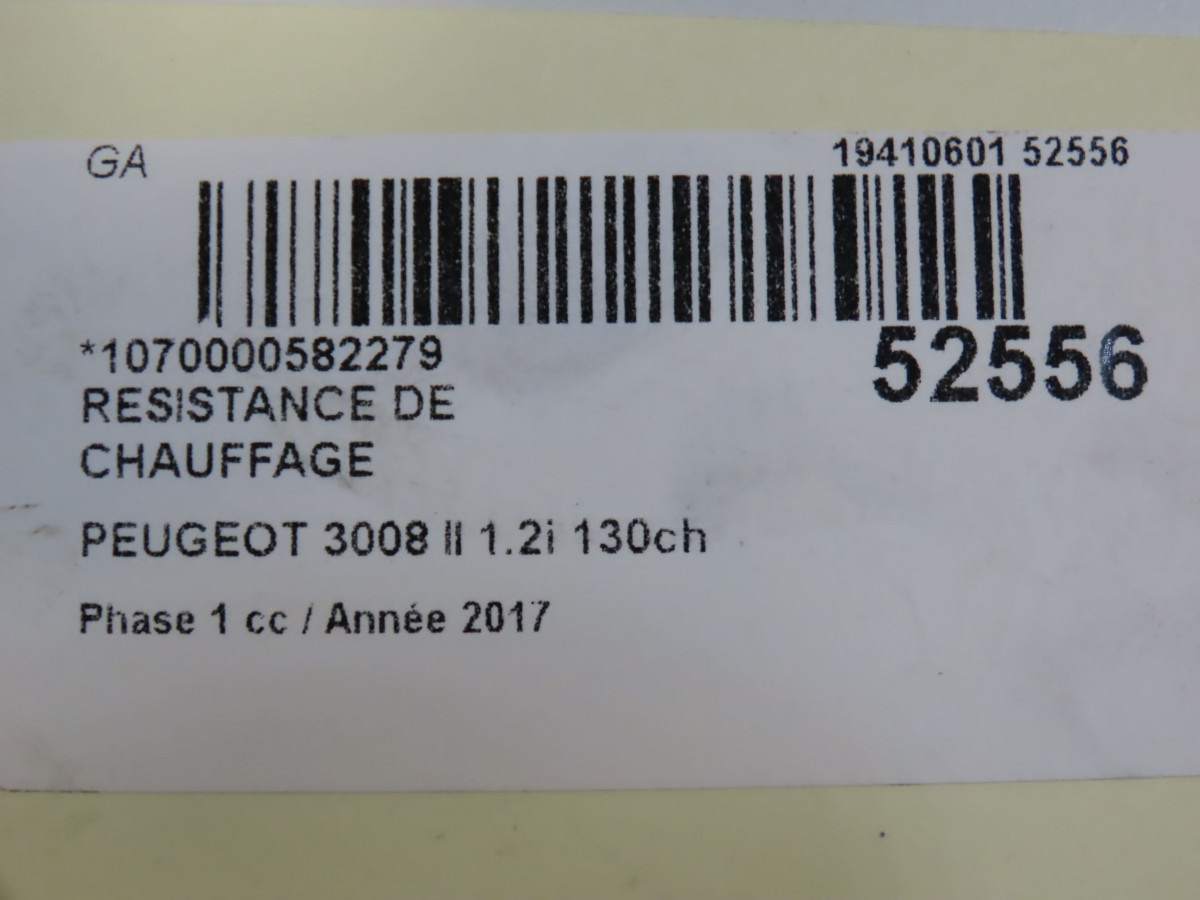 GA
19410601 52556
*1070000582279
52556
RESISTANCE DE
CHAUFFAGE
PEUGEOT 3008 II 1.2i 130ch
Phase 1 cc / Année 2017